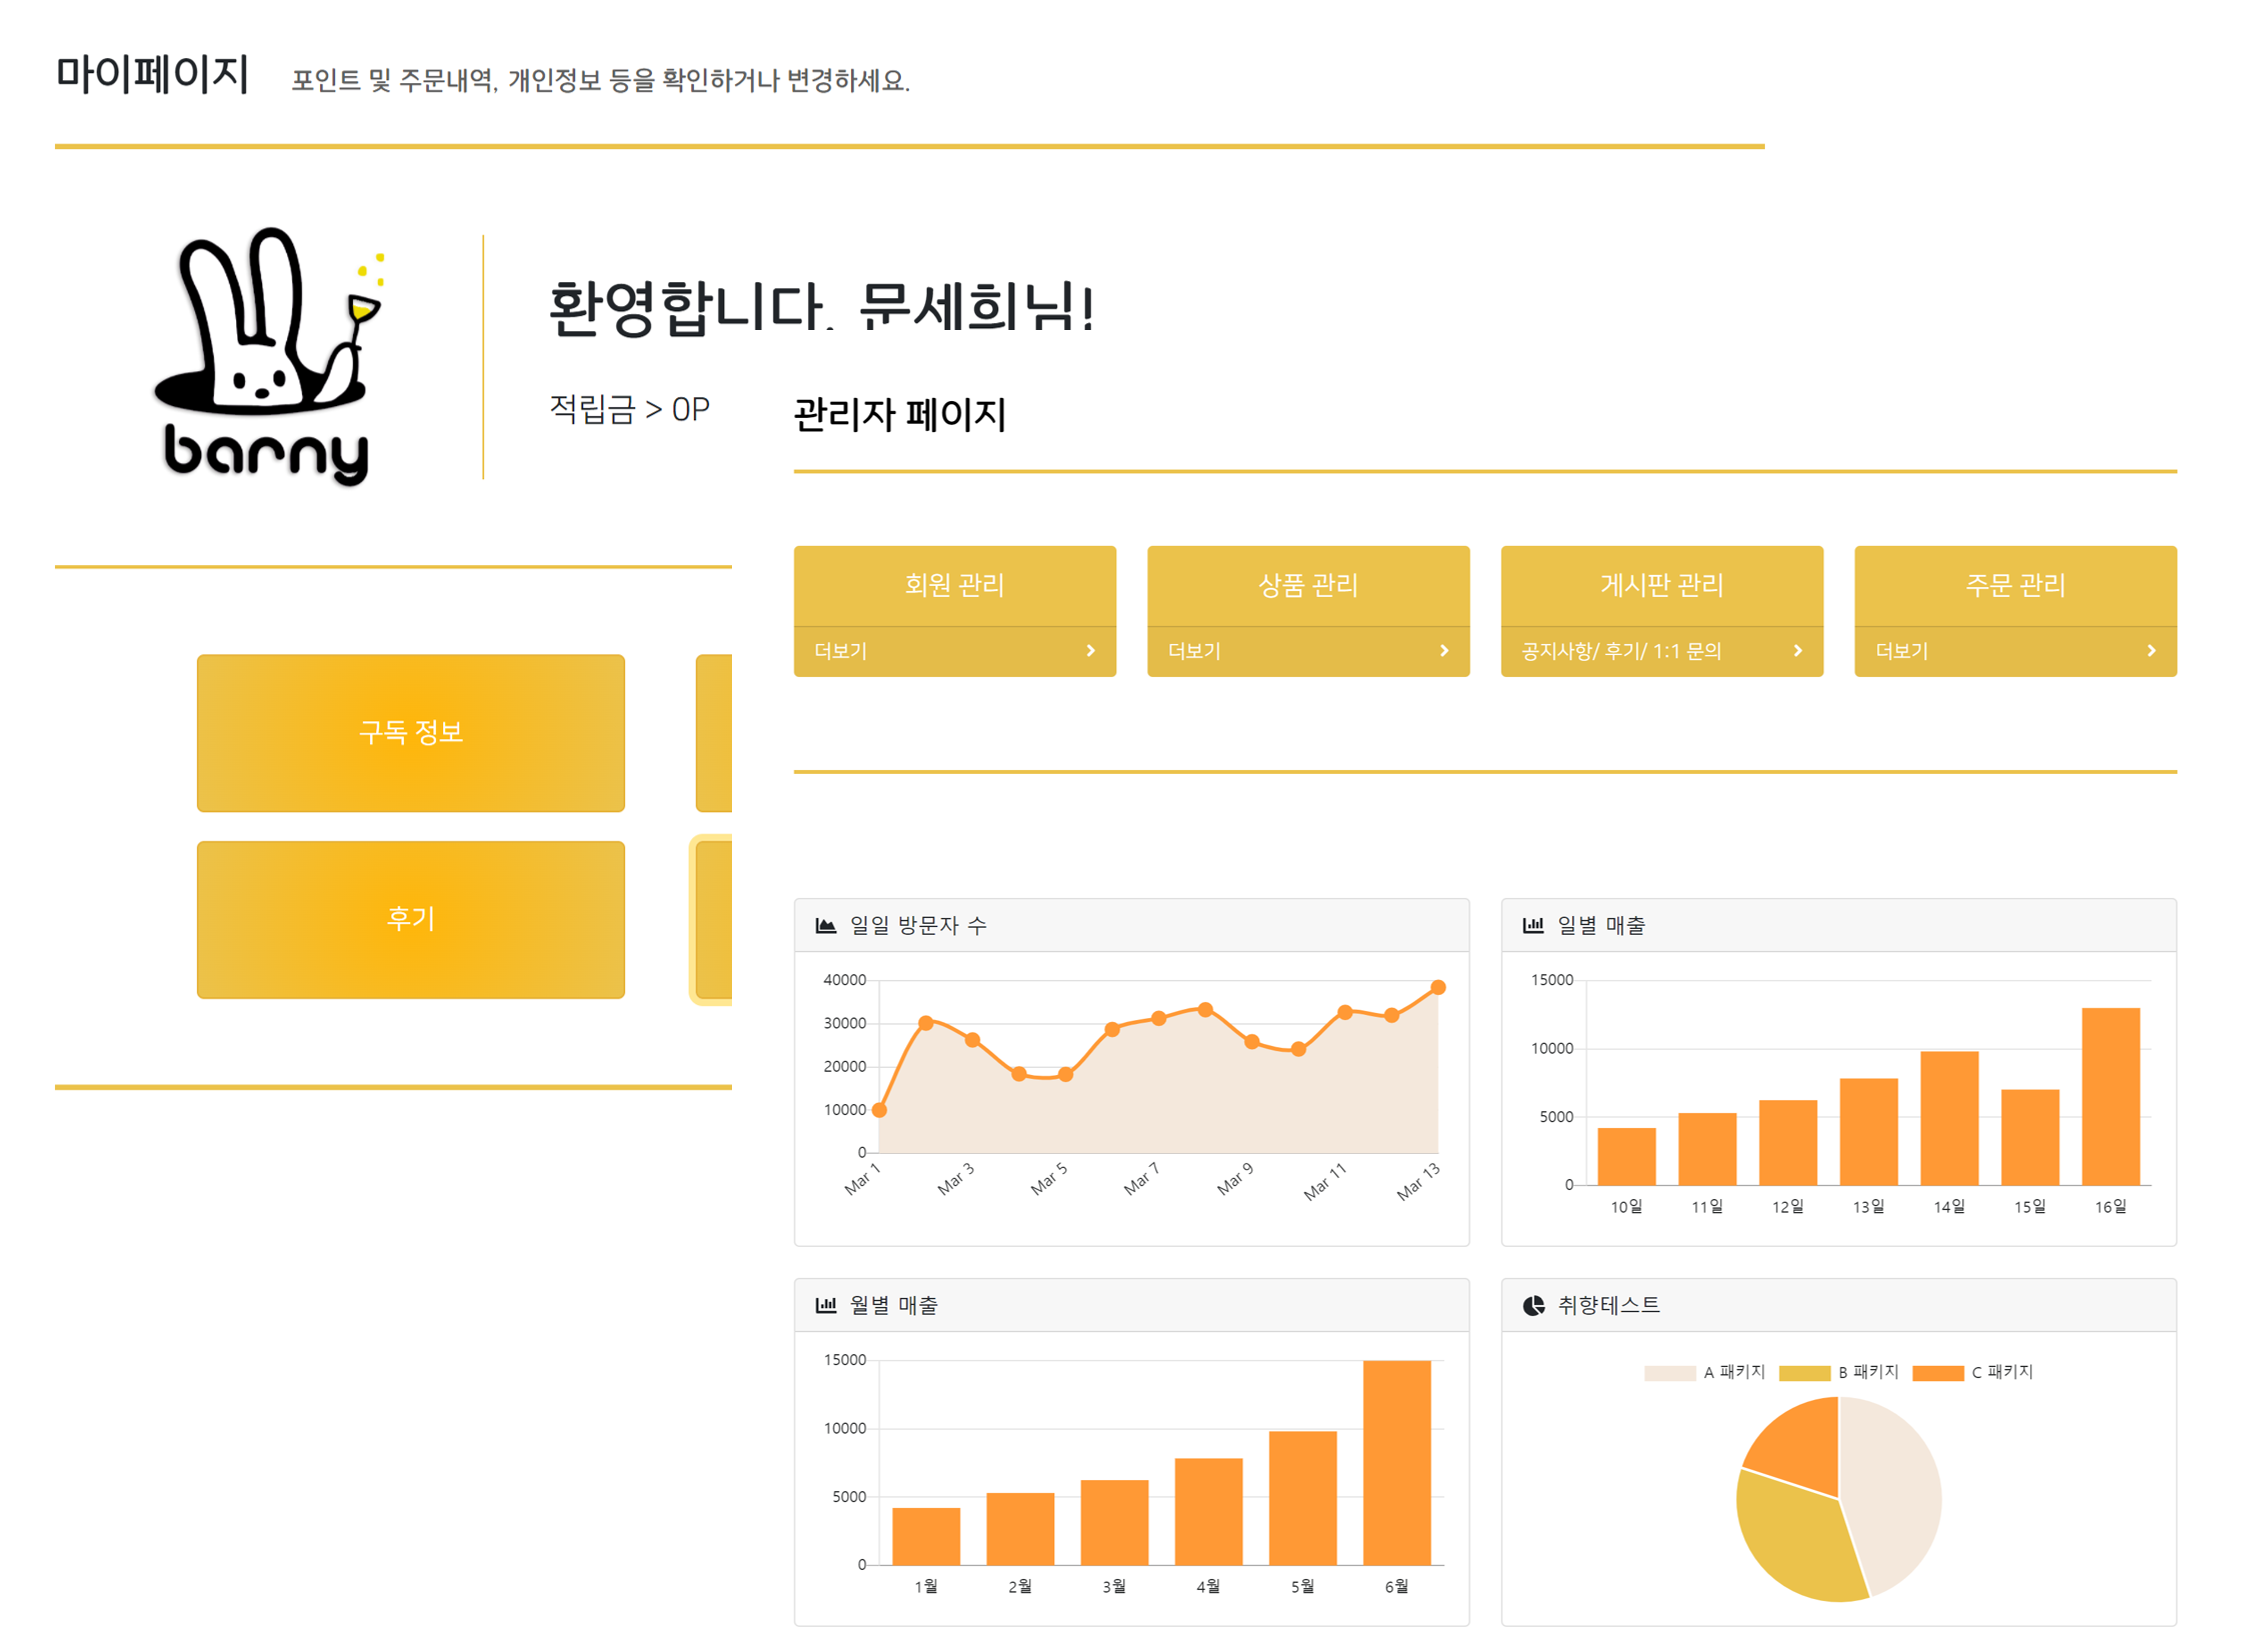 마이페이지 포인트 및 주문내역, 개인정보 등을 확인하거나 변경하세요.
barny
환영합니다. 문세희님!
적립금 > 0P
구독 정보
후기
관리자 페이지
회원 관리
더보기
상품 관리
더보기
게시판 관리
공지사항/ 후기/ 1:1 문의
주문 관리
더보기
일일 방문자 수
40000
30000
20000
10000
0
Mar 1 Mar 3 Mar 5 Mar 7 Mar 9 Mar 11 Mar 13
일별 매출
15000
10000
5000
0
10일 11일 12일 13일 14일 15일 16일
월별 매출
15000
10000
5000
0
1월 2월 3월 4월 5월 6월
취향테스트
A 패키지 B 패키지 C 패키지